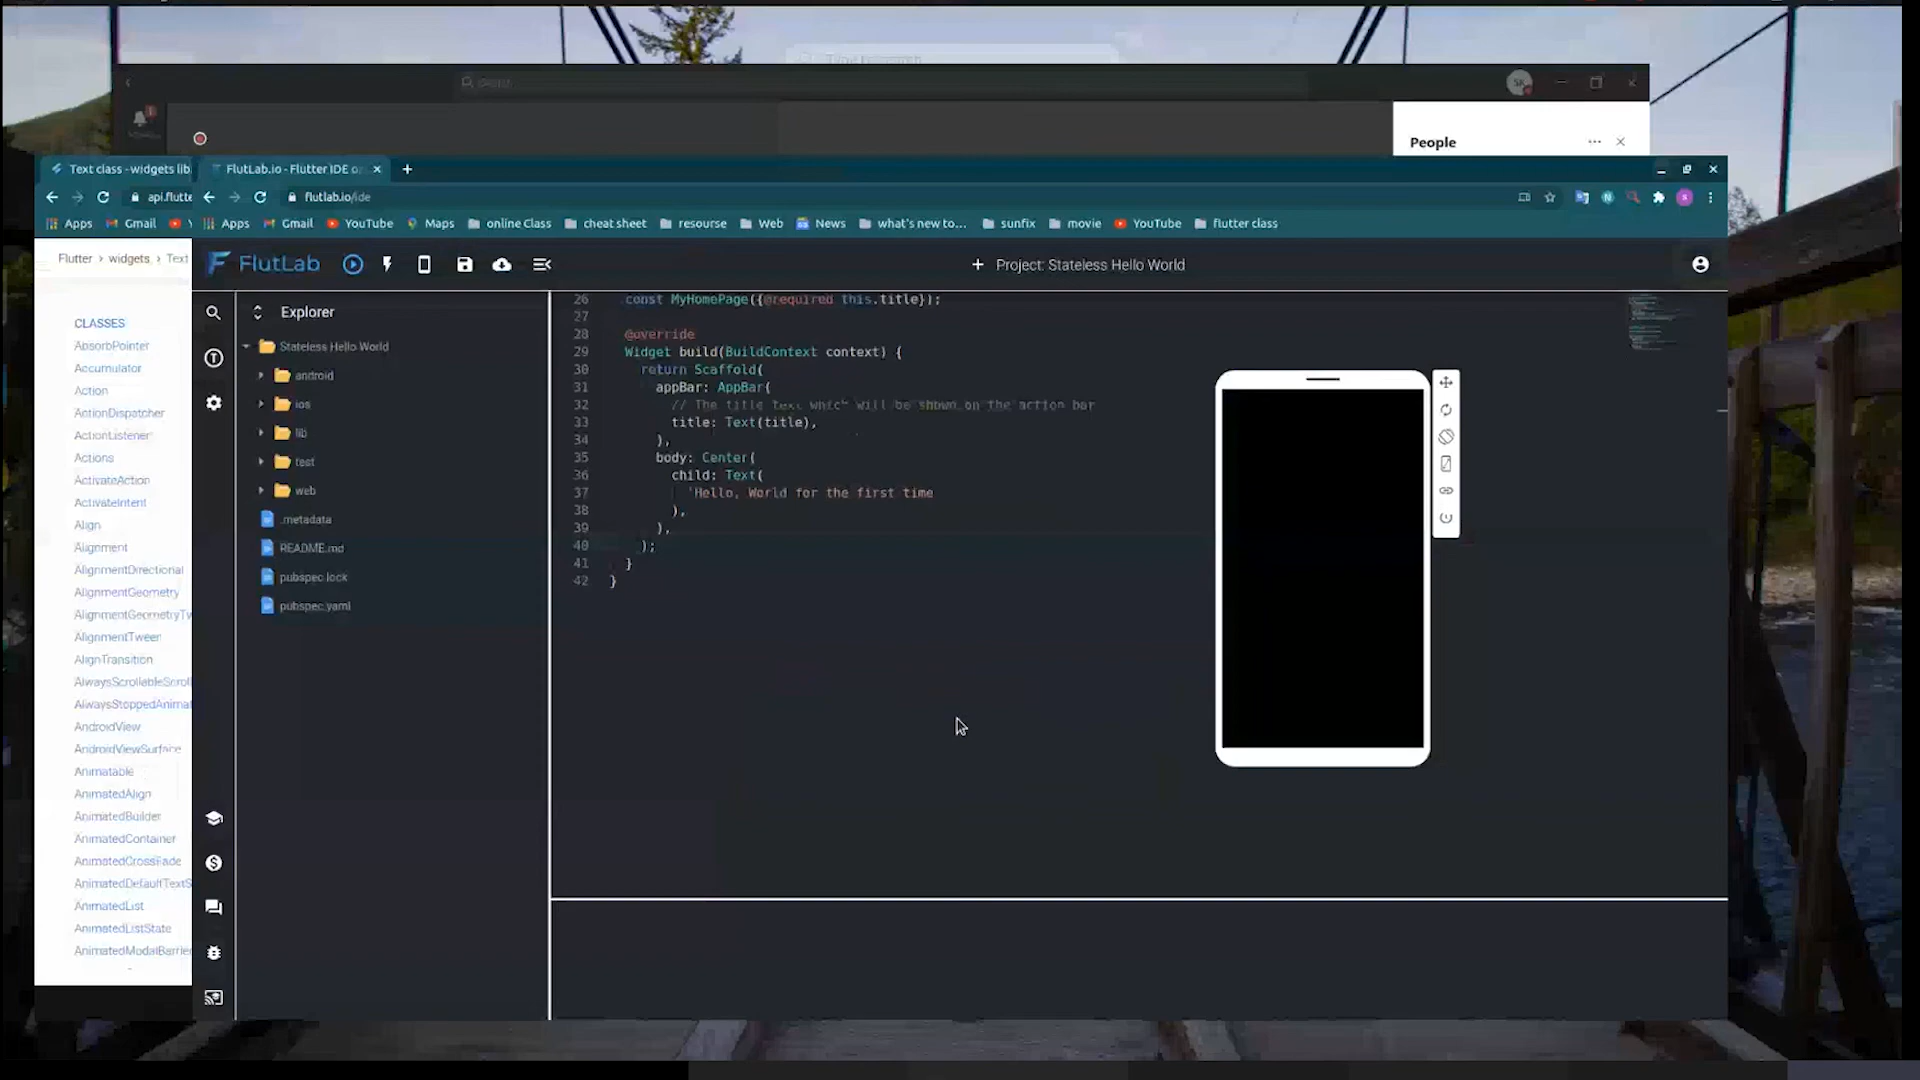 SK
People
Text class - widgets lib
FlutLab.io - Flutter IDE o
api.flutte
flutlab.io/ide
Apps
Gmail
Apps
Gmail
YouTube
Maps
online Class
cheat sheet
resourse
Web
News
what's new to...
sunfix
movie
YouTube
flutter class
Flutter › widgets › Text
FlutLab
Project: Stateless Hello World
CLASSES
AbsorbPointer
Accumulator
Action
ActionDispatcher
ActionListener
Actions
ActivateAction
ActivateIntent
Align
Alignment
AlignmentDirectional
AlignmentGeometry
AlignmentGeometryTw
AlignmentTween
AlignTransition
AlwaysScrollableScroll
AlwaysStoppedAnimat
AndroidView
AndroidViewSurface
Animatable
AnimatedAlign
AnimatedBuilder
AnimatedContainer
AnimatedCrossFade
AnimatedDefaultTextS
AnimatedList
AnimatedListState
AnimatedModalBarrier
Explorer
Stateless Hello World
android
ios
lib
test
web
.metadata
README.md
pubspec.lock
pubspec.yaml
26 const MyHomePage({@required this.title});
27
28 @override
29 Widget build(BuildContext context) {
30 return Scaffold(
31 appBar: AppBar(
32 // The title text which will be shown on the action bar
33 title: Text(title),
34 ),
35 body: Center(
36 child: Text(
37 'Hello, World for the first time
38 ),
39 ),
40 );
41 }
42 }